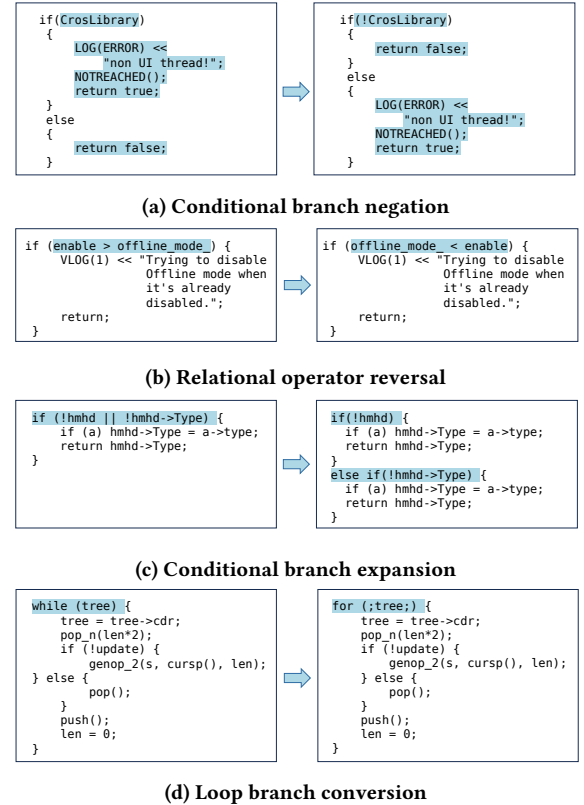 if(CrosLibrary)
{
LOG(ERROR) <<
"non UI thread!";
NOTREACHED();
return true;
}
else
{
return false;
}
if(!CrosLibrary)
{
return false;
}
else
{
LOG(ERROR) <<
"non UI thread!";
NOTREACHED();
return true;
}
(a) Conditional branch negation
if (enable > offline_mode_) {
VLOG(1) << "Trying to disable
Offline mode when
it's already
disabled.";
return;
}
if (offline_mode_ < enable) {
VLOG(1) << "Trying to disable
Offline mode when
it's already
disabled.";
return;
}
(b) Relational operator reversal
if (!hmhd || !hmhd->Type) {
if (a) hmhd->Type = a->type;
return hmhd->Type;
}
if(!hmhd) {
if (a) hmhd->Type = a->type;
return hmhd->Type;
}
else if(!hmhd->Type) {
if (a) hmhd->Type = a->type;
return hmhd->Type;
}
(c) Conditional branch expansion
while (tree) {
tree = tree->cdr;
pop_n(len*2);
if (!update) {
genop_2(s, cursp(), len);
} else {
pop();
}
push();
len = 0;
}
for (;tree;) {
tree = tree->cdr;
pop_n(len*2);
if (!update) {
genop_2(s, cursp(), len);
} else {
pop();
}
push();
len = 0;
}
(d) Loop branch conversion